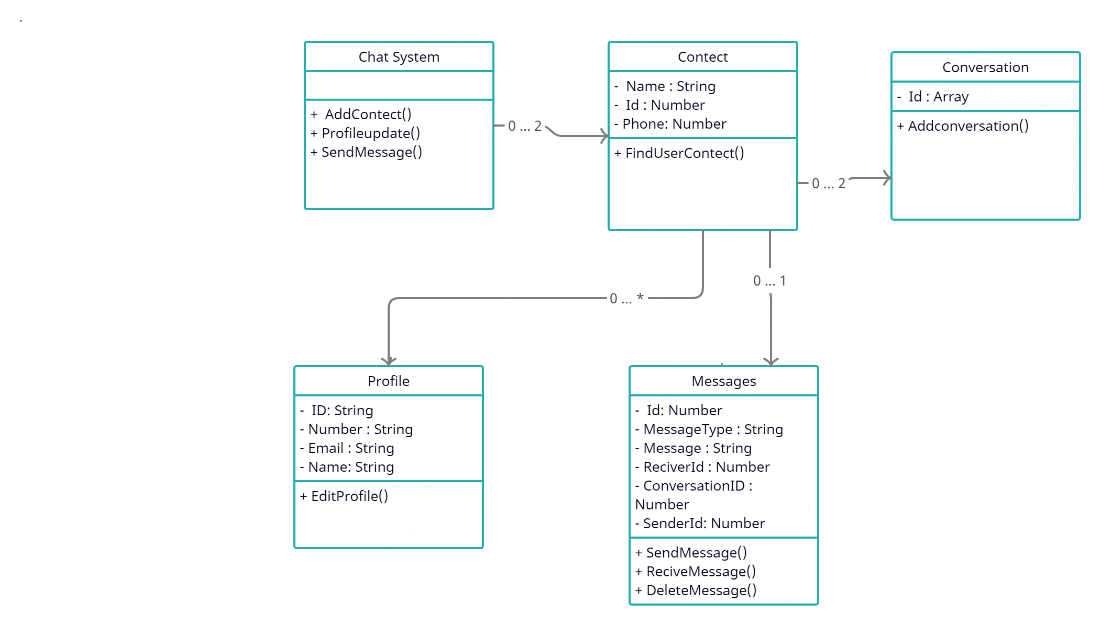 Chat System
+ AddContect()
+ Profileupdate()
+ SendMessage()
0 ... 2
Contect
- Name : String
- Id : Number
- Phone: Number
+ FindUserContect()
0 ... 2
Conversation
- Id : Array
+ Addconversation()
0 ... *
0 ... 1
Profile
- ID: String
- Number : String
- Email : String
- Name: String
+ EditProfile()
Messages
- Id: Number
- MessageType : String
- Message : String
- ReciverId : Number
- ConversationID :
Number
- SenderId: Number
+ SendMessage()
+ ReciveMessage()
+ DeleteMessage()